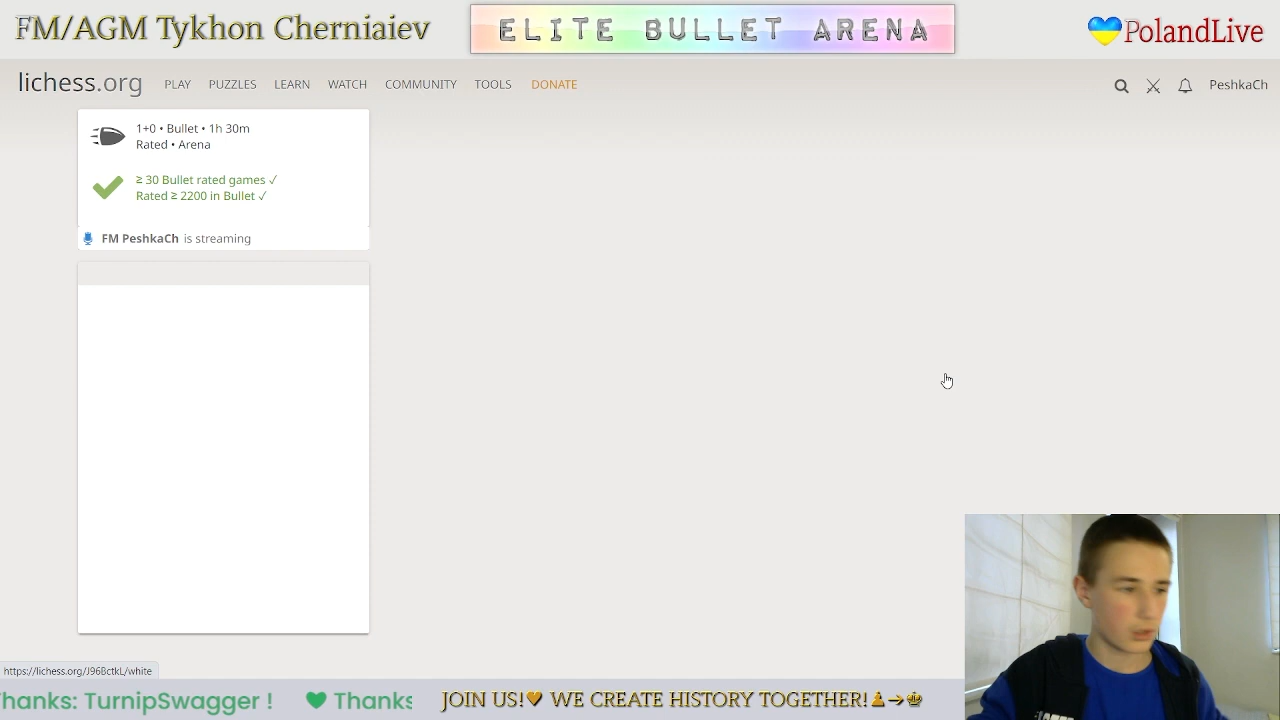 FM/AGM Tykhon Cherniaiev
ELITE BULLET ARENA
PolandLive
lichess.org PLAY PUZZLES LEARN WATCH COMMUNITY TOOLS DONATE PeshkaCh
1+0 • Bullet • 1h 30m
Rated • Arena
≥ 30 Bullet rated games ✓
Rated ≥ 2200 in Bullet ✓
FM PeshkaCh is streaming
https://lichess.org/J96BctkL/white
Thanks: TurnipSwagger ! Thanks
JOIN US! WE CREATE HISTORY TOGETHER!